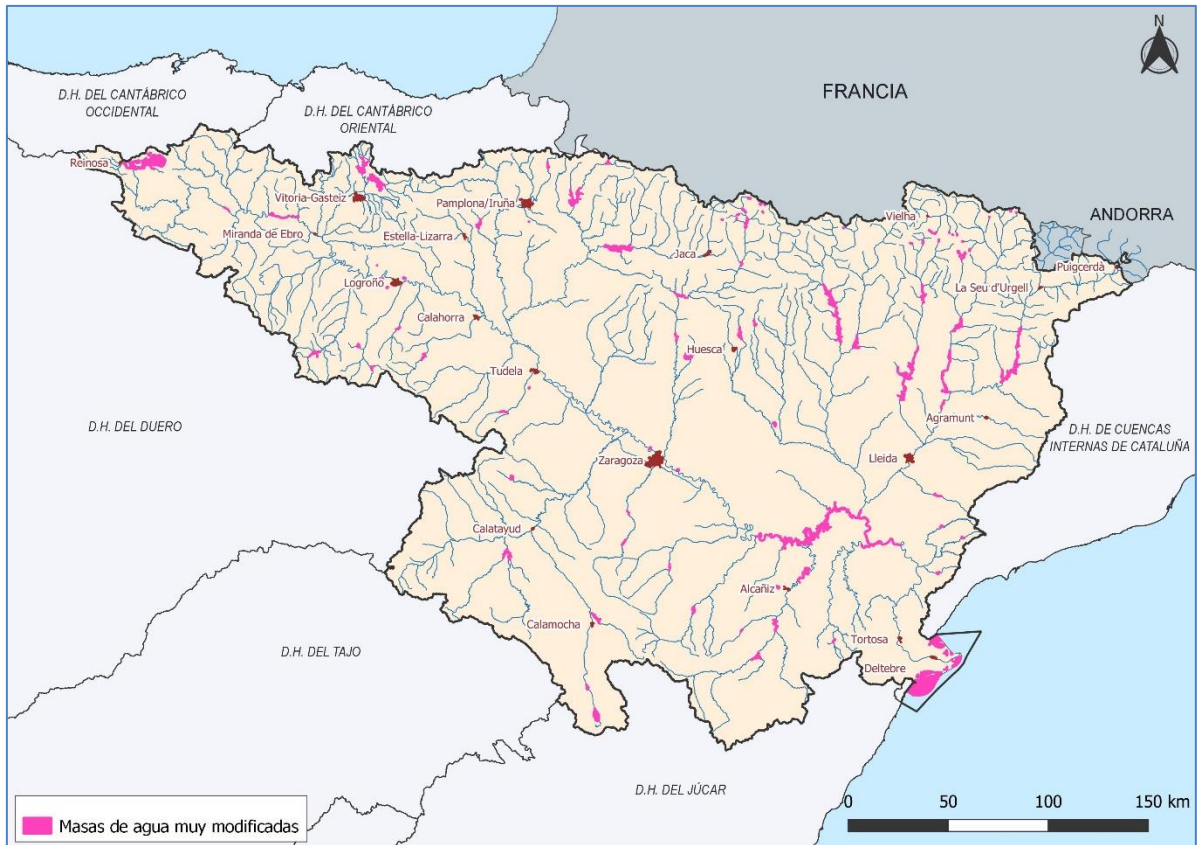 N
D.H. DEL CANTÁBRICO
OCCIDENTAL
D.H. DEL CANTÁBRICO
ORIENTAL
FRANCIA
ANDORRA
Reinosa
Vitoria-Gasteiz
Pamplona/Iruña
Vielha
Miranda de Ebro
Estella-Lizarra
Jaca
Puigcerdà
La Seu d'Urgell
Logroño
Calahorra
Huesca
Tudela
Agramunt
D.H. DEL DUERO
D.H. DE CUENCAS
INTERNAS DE CATALUÑA
Zaragoza
Lleida
Calatayud
Alcañiz
Calamocha
Tortosa
D.H. DEL TAJO
Deltebre
D.H. DEL JÚCAR
0 50 100 150 km
Masas de agua muy modificadas